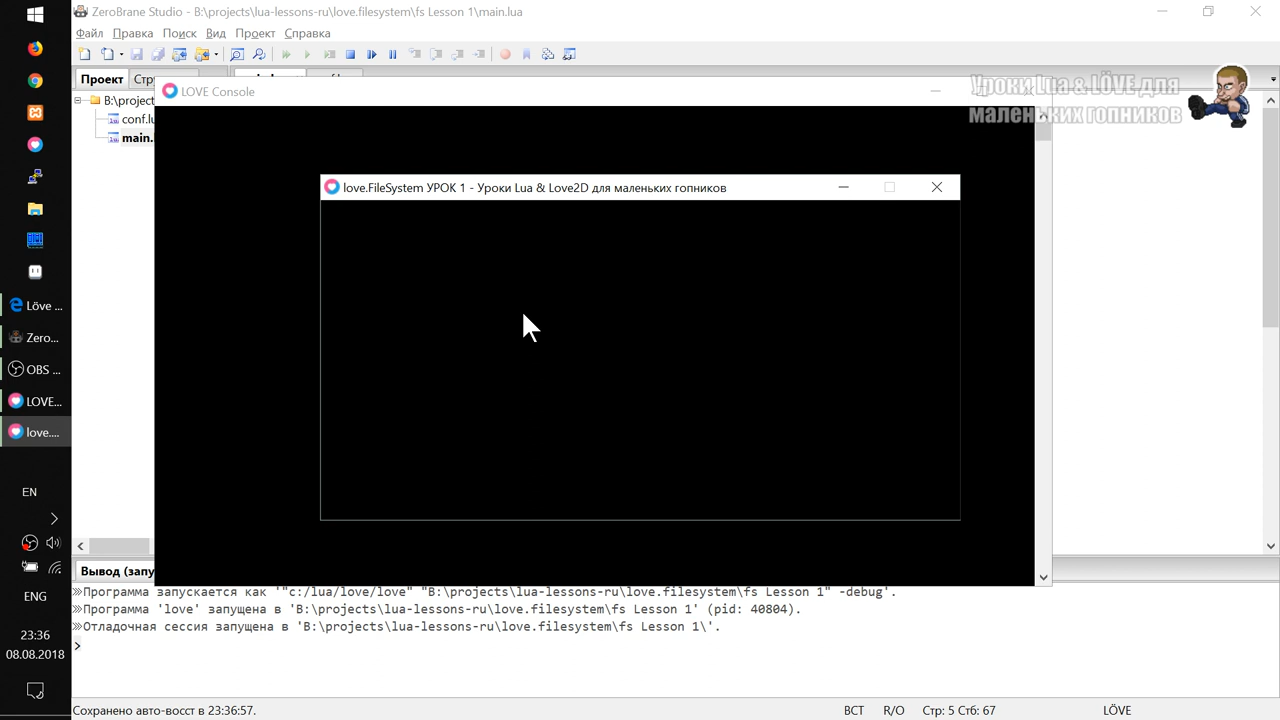 ZeroBrane Studio - B:\projects\lua-lessons-ru\love.filesystem\fs Lesson 1\main.lua
Файл Правка Поиск Вид Проект Справка
Проект
B:\project
conf.lu
main.
LOVE Console
Уроки Lua & LÖVE для
маленьких гопников
love.FileSystem УРОК 1 - Уроки Lua & Love2D для маленьких гопников
Löve ...
Zero...
OBS ...
LOVE...
love....
EN
ENG
23:36
08.08.2018
Вывод (запу
Программа запускается как '"c:/lua/love/love" "B:\projects\lua-lessons-ru\love.filesystem\fs Lesson 1" -debug'.
Программа 'love' запущена в 'B:\projects\lua-lessons-ru\love.filesystem\fs Lesson 1' (pid: 40804).
Отладочная сессия запущена в 'B:\projects\lua-lessons-ru\love.filesystem\fs Lesson 1\'.
>
Сохранено авто-восст в 23:36:57.
ВСТ R/O Стр: 5 Стб: 67 LÖVE